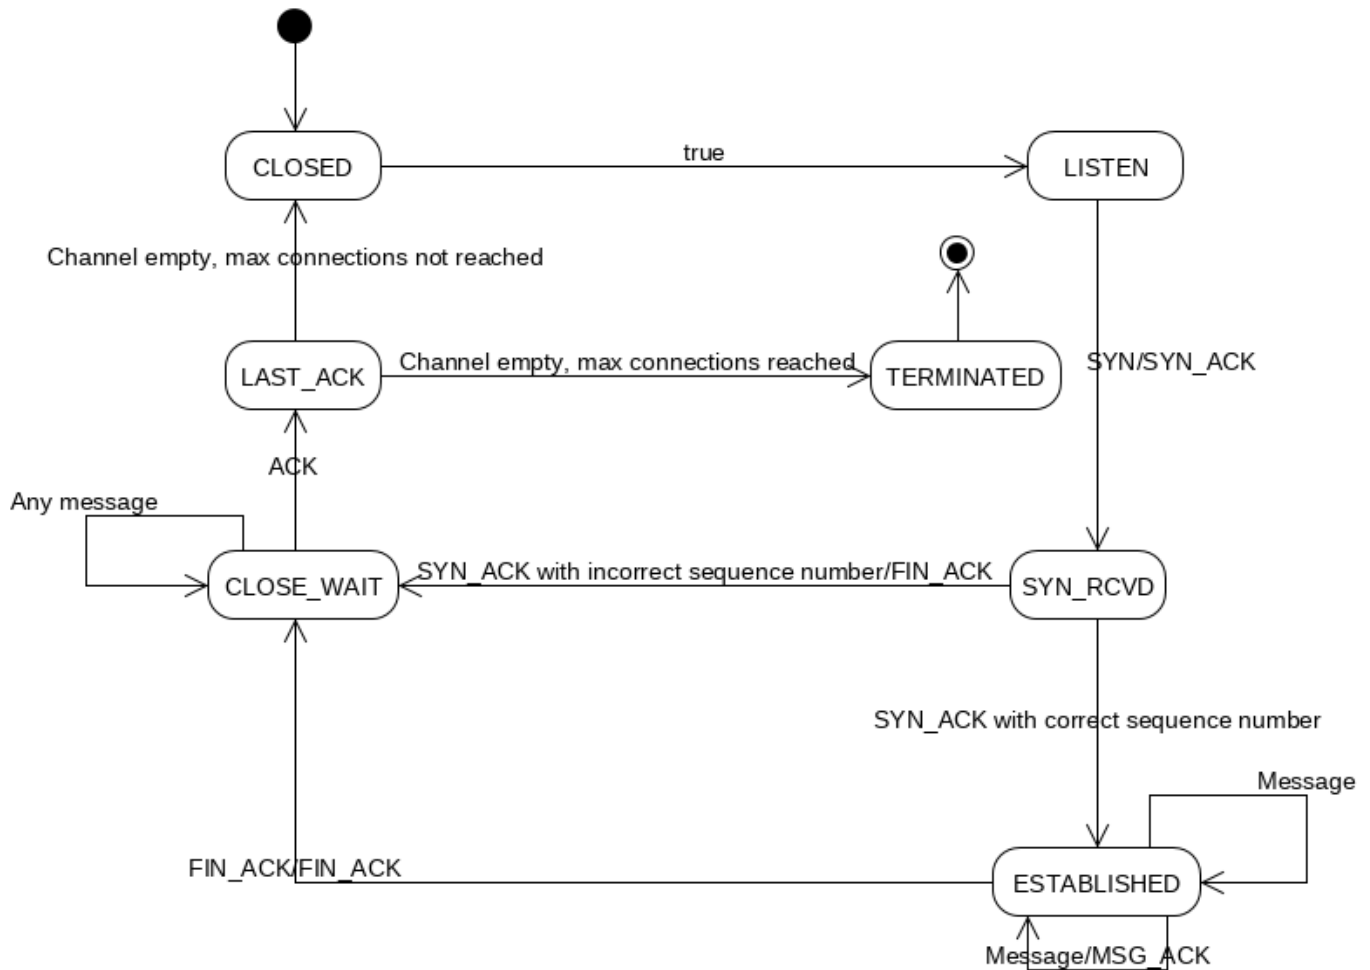 CLOSED
true
LISTEN
Channel empty, max connections not reached
LAST_ACK
Channel empty, max connections reached
TERMINATED
SYN/SYN_ACK
ACK
Any message
CLOSE_WAIT
SYN_ACK with incorrect sequence number/FIN_ACK
SYN_RCVD
SYN_ACK with correct sequence number
Message
FIN_ACK/FIN_ACK
ESTABLISHED
Message/MSG_ACK